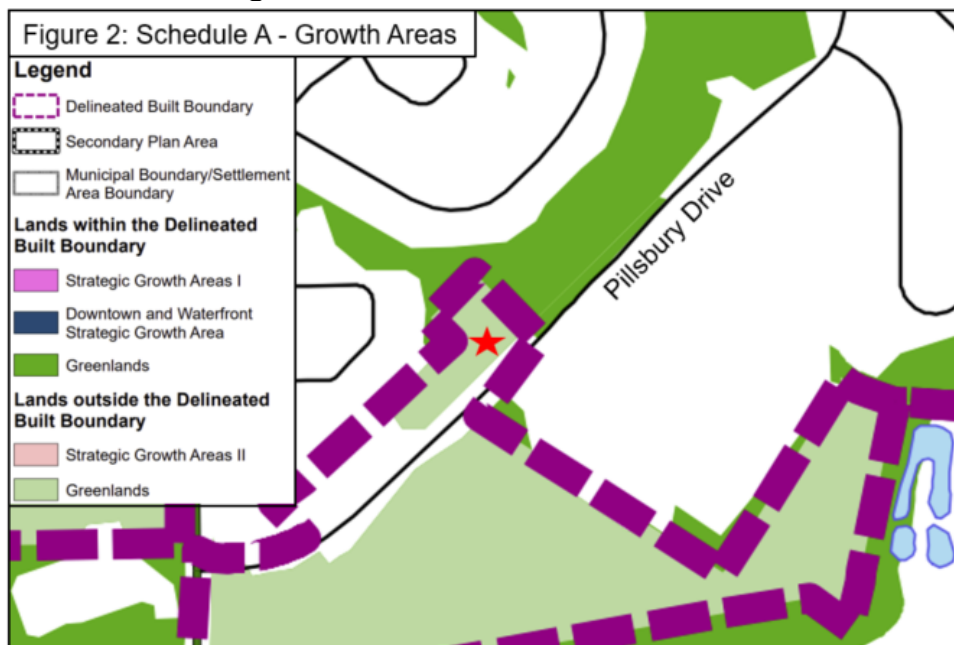 Figure 2: Schedule A - Growth Areas
Legend
Delineated Built Boundary
Secondary Plan Area
Municipal Boundary/Settlement
Area Boundary
Lands within the Delineated
Built Boundary
Strategic Growth Areas I
Downtown and Waterfront
Strategic Growth Area
Greenlands
Lands outside the Delineated
Built Boundary
Strategic Growth Areas II
Greenlands
Pillsbury Drive